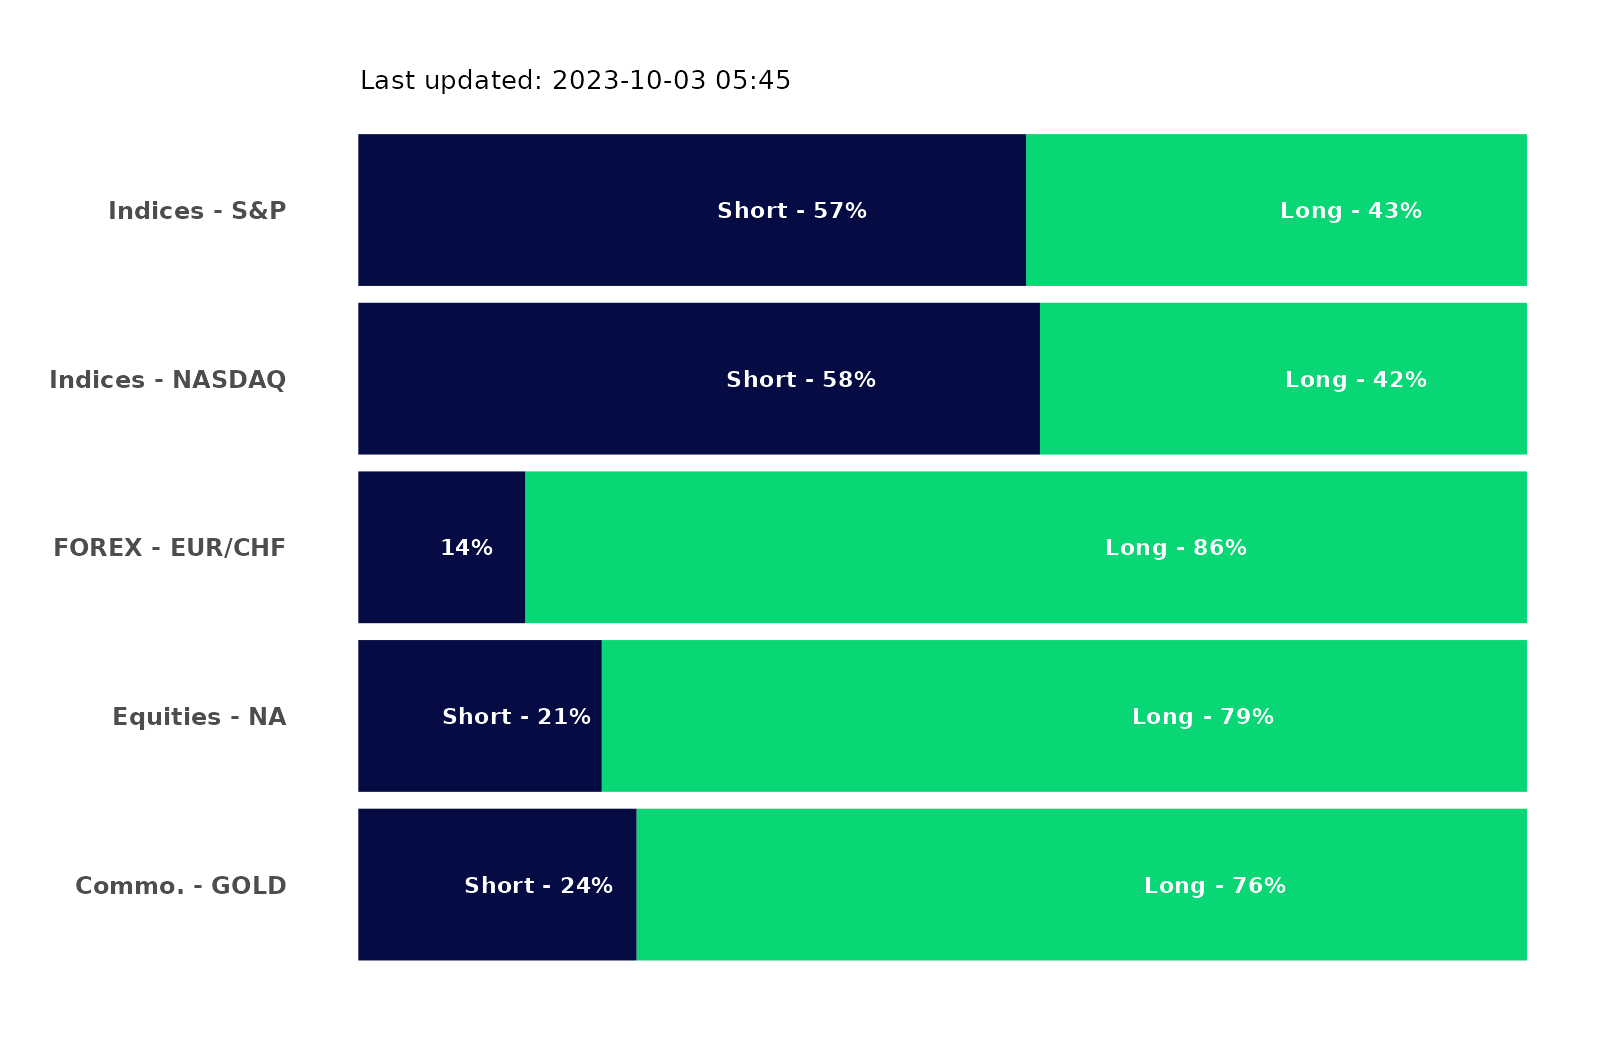 Last updated: 2023-10-03 05:45
Indices - S&P Short - 57% Long - 43%
Indices - NASDAQ Short - 58% Long - 42%
FOREX - EUR/CHF 14% Long - 86%
Equities - NA Short - 21% Long - 79%
Commo. - GOLD Short - 24% Long - 76%